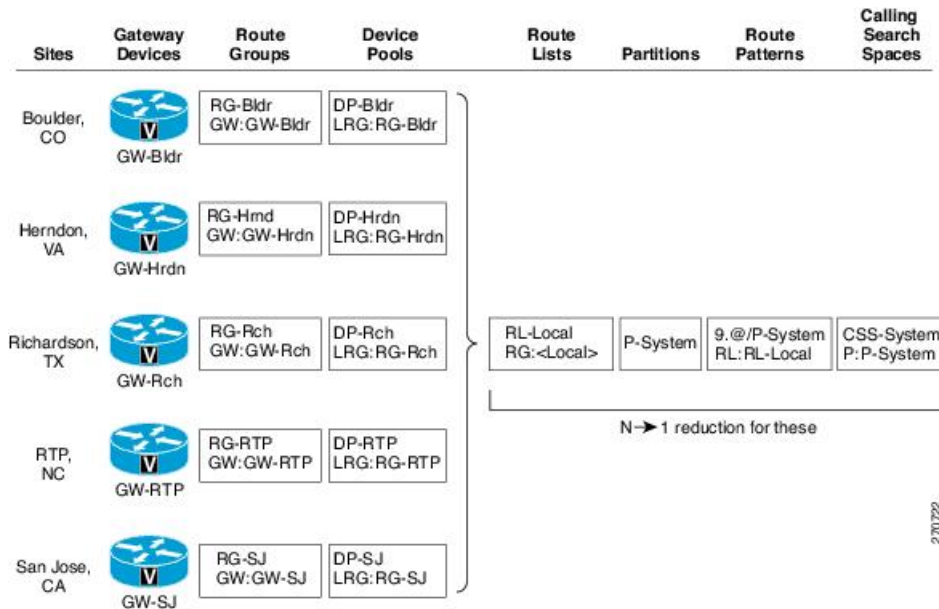 Sites
Gateway
Devices
Route
Groups
Device
Pools
Route
Lists
Partitions
Route
Patterns
Calling
Search
Spaces
Boulder,
CO
V
GW-Bldr
RG-Bldr
GW:GW-Bldr
DP-Bldr
LRG:RG-Bldr
Herndon,
VA
V
GW-Hrdn
RG-Hrnd
GW:GW-Hrdn
DP-Hrdn
LRG:RG-Hrdn
Richardson,
TX
V
GW-Rch
RG-Rch
GW:GW-Rch
DP-Rch
LRG:RG-Rch
RL-Local
RG:<Local>
P-System
9.@/P-System
RL:RL-Local
CSS-System
P:P-System
N→1 reduction for these
RTP,
NC
V
GW-RTP
RG-RTP
GW:GW-RTP
DP-RTP
LRG:RG-RTP
San Jose,
CA
V
GW-SJ
RG-SJ
GW:GW-SJ
DP-SJ
LRG:RG-SJ
270722